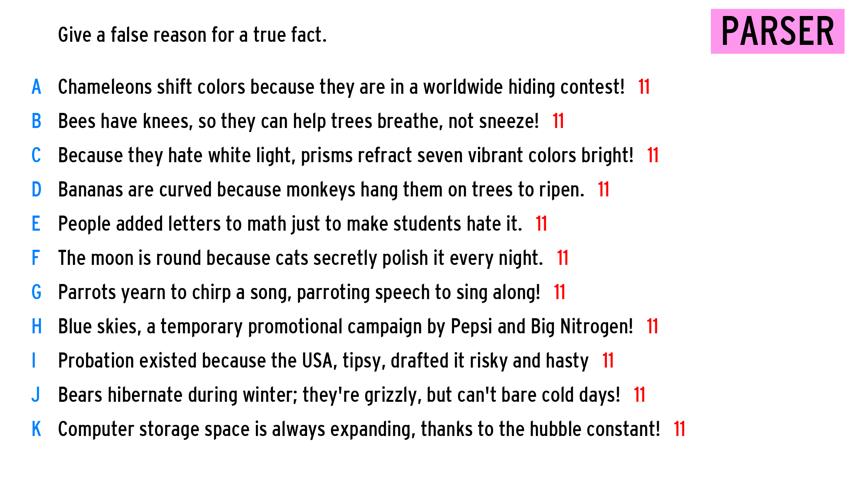 Give a false reason for a true fact.
PARSER
A Chameleons shift colors because they are in a worldwide hiding contest! 11
B Bees have knees, so they can help trees breathe, not sneeze! 11
C Because they hate white light, prisms refract seven vibrant colors bright! 11
D Bananas are curved because monkeys hang them on trees to ripen. 11
E People added letters to math just to make students hate it. 11
F The moon is round because cats secretly polish it every night. 11
G Parrots yearn to chirp a song, parroting speech to sing along! 11
H Blue skies, a temporary promotional campaign by Pepsi and Big Nitrogen! 11
I Probation existed because the USA, tipsy, drafted it risky and hasty 11
J Bears hibernate during winter; they're grizzly, but can't bare cold days! 11
K Computer storage space is always expanding, thanks to the hubble constant! 11